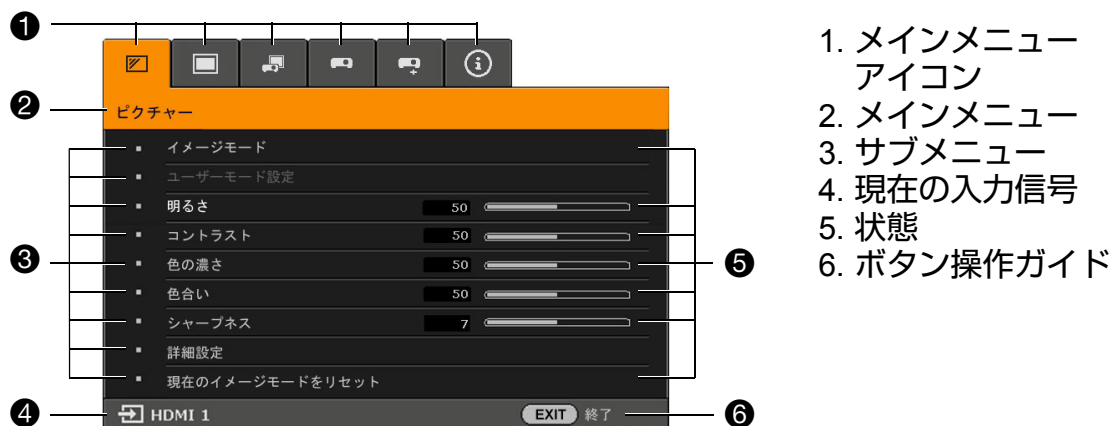 ❶
❷
ピクチャー
イメージモード
ユーザーモード設定
明るさ 50
コントラスト 50
❸
色の濃さ 50
❺
色合い 50
シャープネス 7
詳細設定
現在のイメージモードをリセット
❹
HDMI 1
EXIT 終了
❻
1. メインメニュー
アイコン
2. メインメニュー
3. サブメニュー
4. 現在の入力信号
5. 状態
6. ボタン操作ガイド